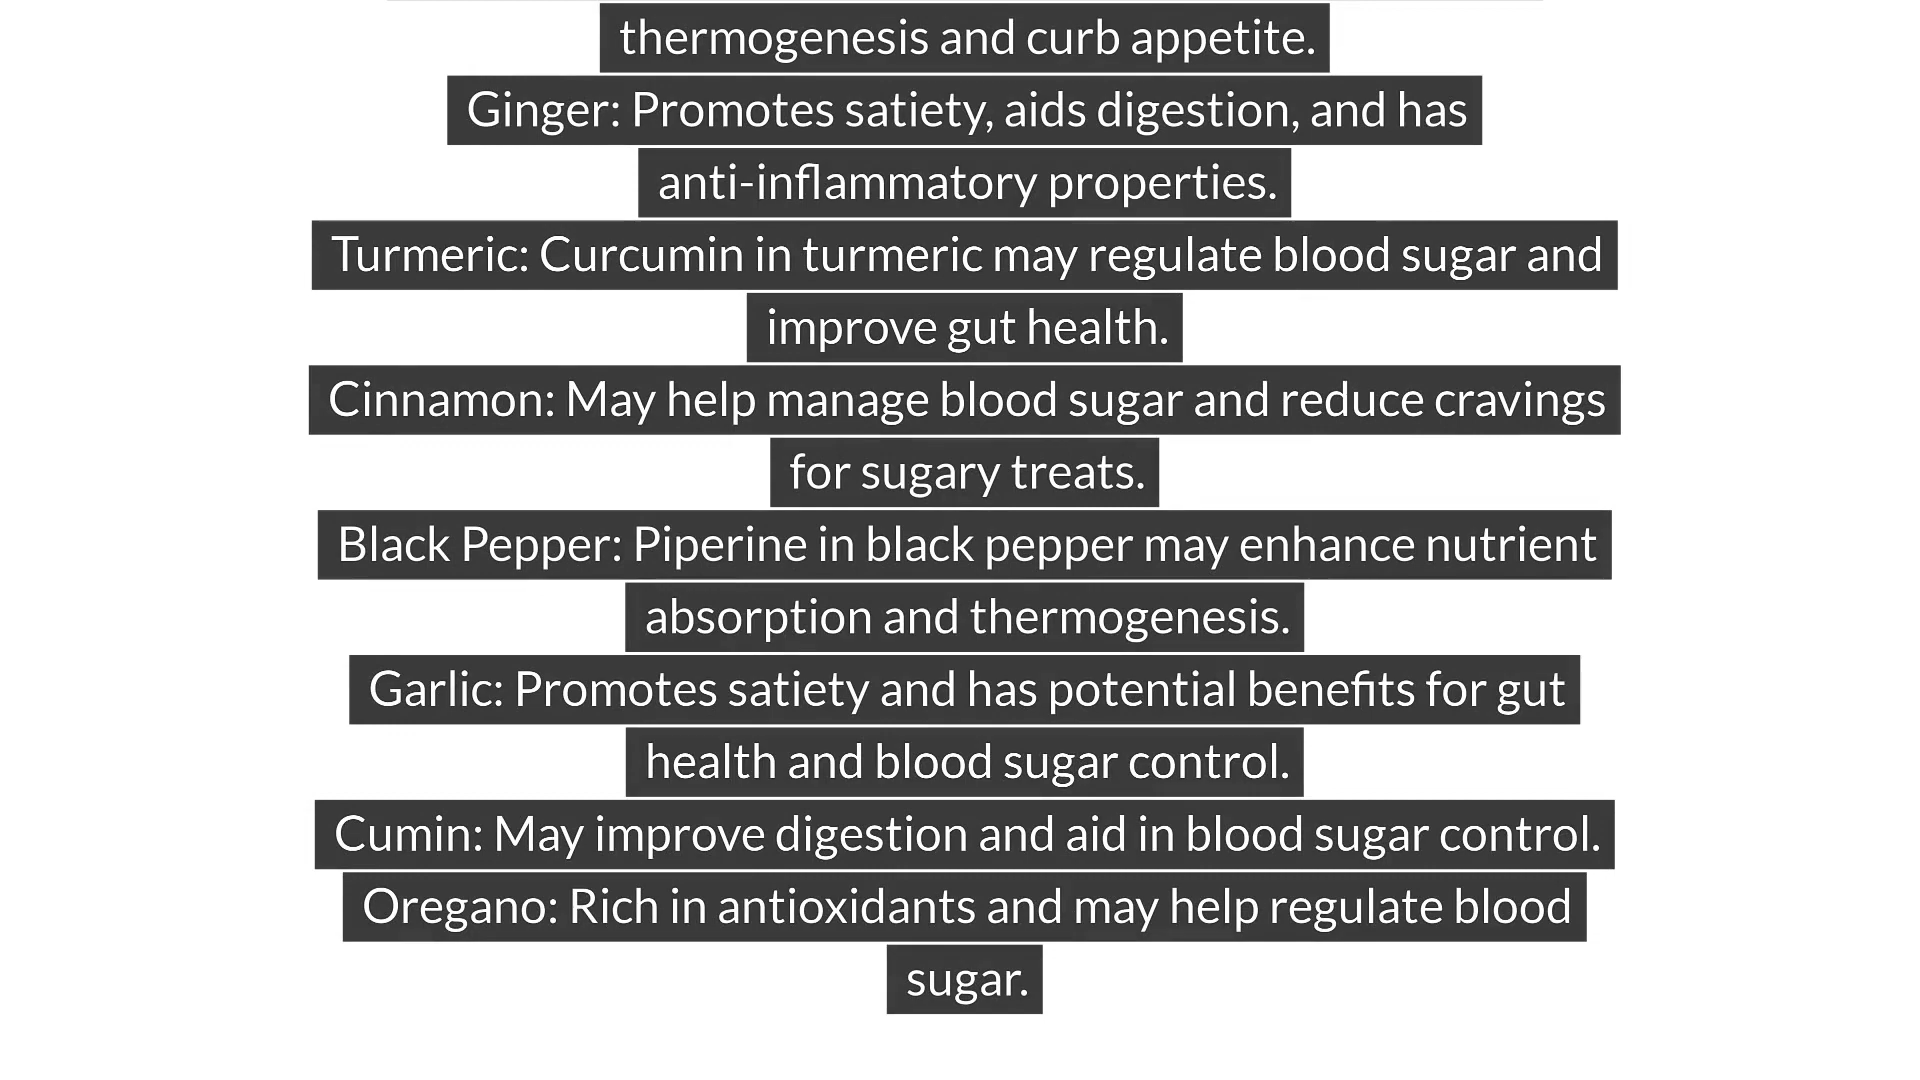 thermogenesis and curb appetite.
Ginger: Promotes satiety, aids digestion, and has
anti-inflammatory properties.
Turmeric: Curcumin in turmeric may regulate blood sugar and
improve gut health.
Cinnamon: May help manage blood sugar and reduce cravings
for sugary treats.
Black Pepper: Piperine in black pepper may enhance nutrient
absorption and thermogenesis.
Garlic: Promotes satiety and has potential benefits for gut
health and blood sugar control.
Cumin: May improve digestion and aid in blood sugar control.
Oregano: Rich in antioxidants and may help regulate blood
sugar.